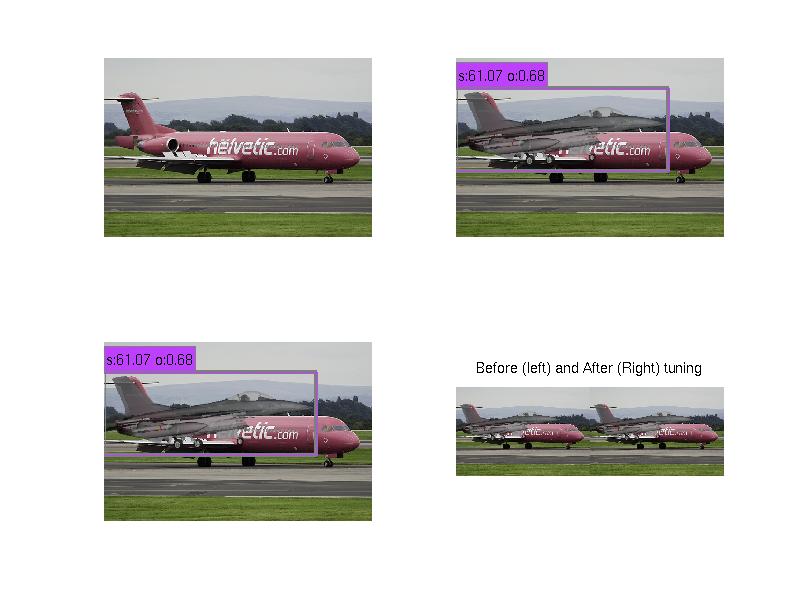 helvetic.com
s:61.07 o:0.68
etic.com
s:61.07 o:0.68
etic.com
Before (left) and After (Right) tuning